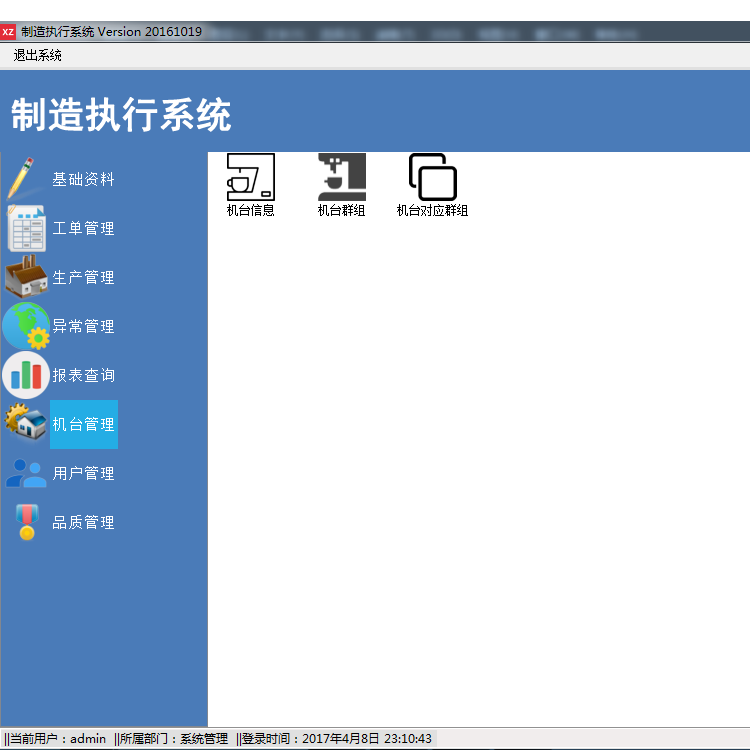 XZ 制造执行系统 Version 20161019
退出系统
制造执行系统
基础资料
工单管理
生产管理
异常管理
报表查询
机台管理
用户管理
品质管理
机台信息 机台群组 机台对应群组
||当前用户：admin ||所属部门：系统管理 ||登录时间：2017年4月8日 23:10:43